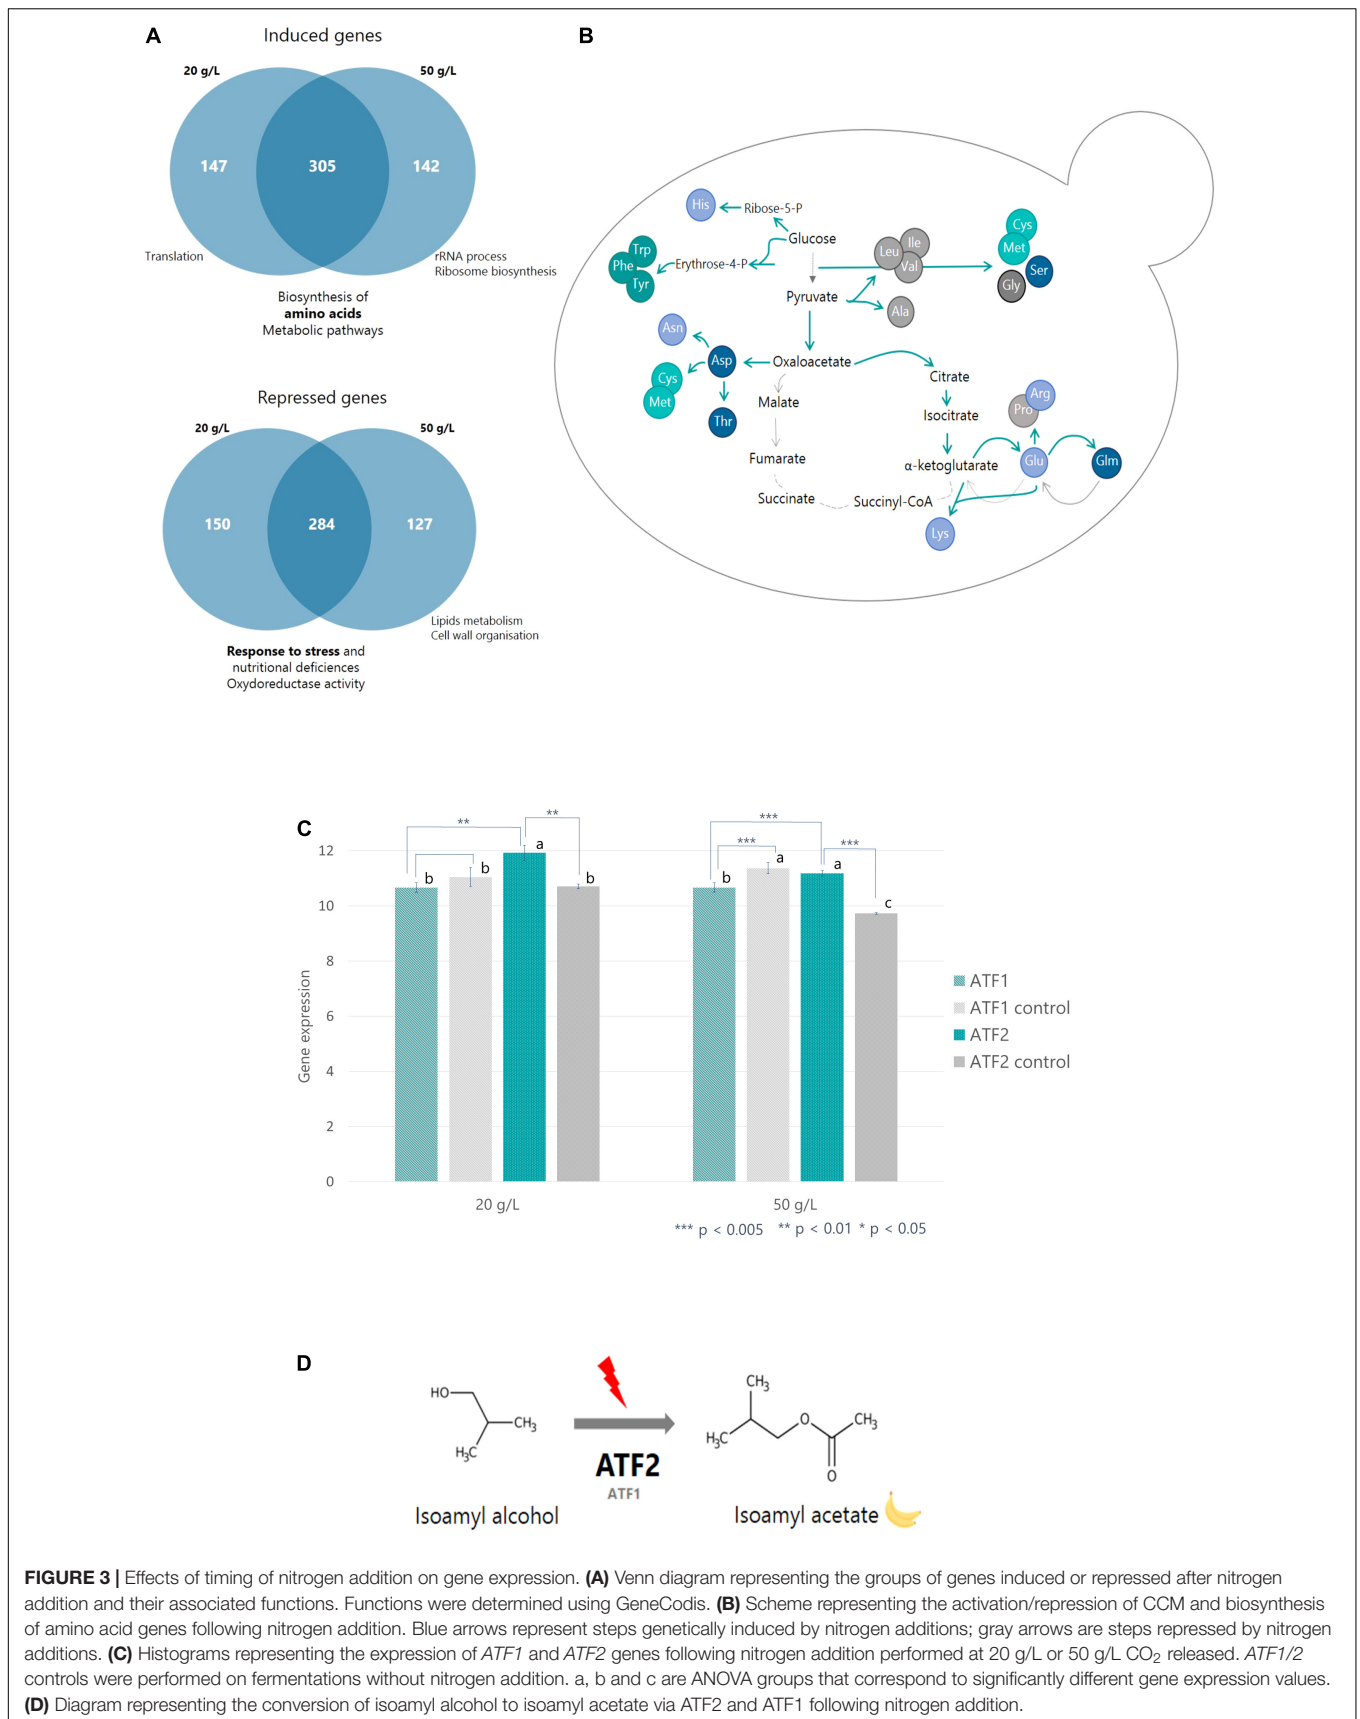 A
Induced genes
20 g/L
50 g/L
147
305
142
Translation
rRNA process
Ribosome biosynthesis
Biosynthesis of
amino acids
Metabolic pathways
Repressed genes
20 g/L
50 g/L
150
284
127
Lipids metabolism
Cell wall organisation
Response to stress and
nutritional deficiences
Oxydoreductase activity
B
His
Ribose-5-P
Glucose
Trp
Phe
Tyr
Erythrose-4-P
Leu
Ile
Val
Cys
Met
Ser
Gly
Pyruvate
Ala
Asn
Asp
Oxaloacetate
Cys
Met
Thr
Malate
Citrate
Isocitrate
Arg
Pro
Fumarate
α-ketoglutarate
Glu
Glm
Succinate
Succinyl-CoA
Lys
C
Gene expression
12
10
8
6
4
2
0
**
**
b
b
a
b
***
***
***
b
a
a
c
20 g/L
50 g/L
*** p < 0.005 ** p < 0.01 * p < 0.05
ATF1
ATF1 control
ATF2
ATF2 control
D
HO
CH3
H3C
Isoamyl alcohol
ATF2
ATF1
CH3
H3C
O
CH3
O
Isoamyl acetate
FIGURE 3 | Effects of timing of nitrogen addition on gene expression. (A) Venn diagram representing the groups of genes induced or repressed after nitrogen
addition and their associated functions. Functions were determined using GeneCodis. (B) Scheme representing the activation/repression of CCM and biosynthesis
of amino acid genes following nitrogen addition. Blue arrows represent steps genetically induced by nitrogen additions; gray arrows are steps repressed by nitrogen
additions. (C) Histograms representing the expression of ATF1 and ATF2 genes following nitrogen addition performed at 20 g/L or 50 g/L CO2 released. ATF1/2
controls were performed on fermentations without nitrogen addition. a, b and c are ANOVA groups that correspond to significantly different gene expression values.
(D) Diagram representing the conversion of isoamyl alcohol to isoamyl acetate via ATF2 and ATF1 following nitrogen addition.